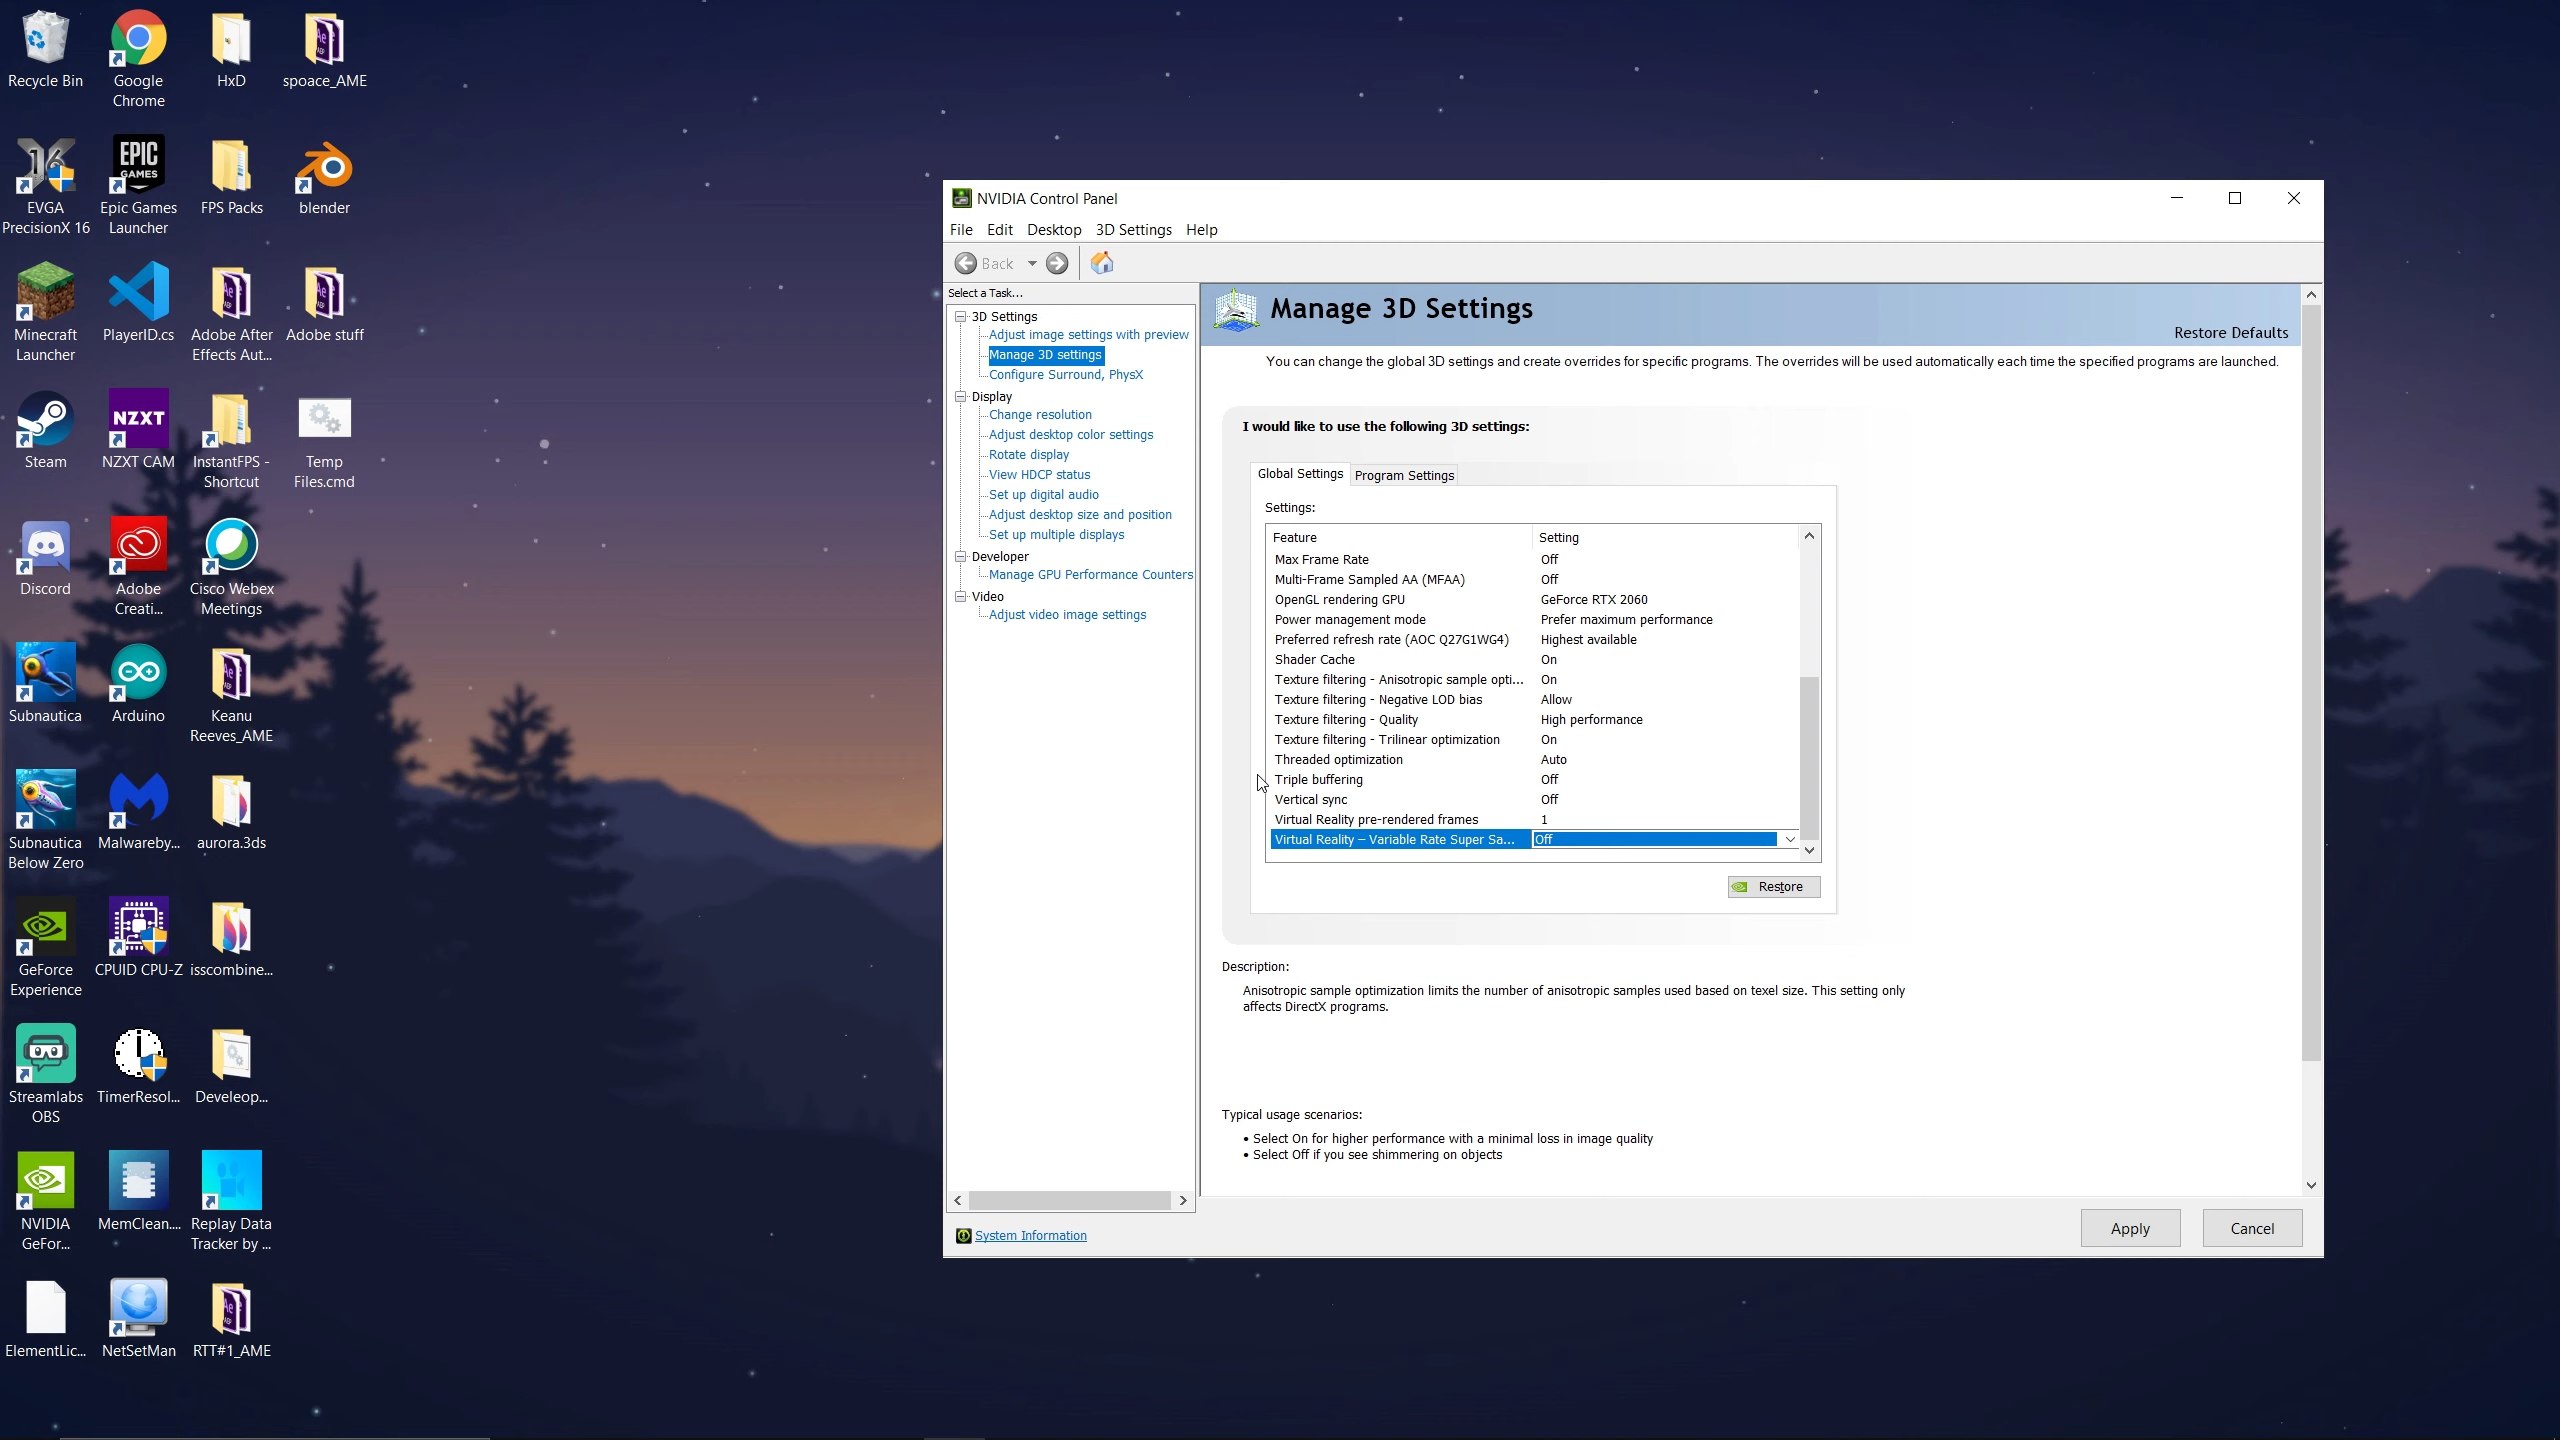 Recycle Bin
Google
Chrome
HxD
spoace_AME
EVGA
PrecisionX 16
EPIC
GAMES
Epic Games
Launcher
FPS Packs
blender
Minecraft
Launcher
PlayerID.cs
Adobe After
Effects Aut...
Adobe stuff
Steam
NZXT
NZXT CAM
InstantFPS -
Shortcut
Temp
Files.cmd
Discord
Adobe
Creati...
Cisco Webex
Meetings
Subnautica
Arduino
Keanu
Reeves_AME
Subnautica
Below Zero
Malwareby...
aurora.3ds
GeForce
Experience
CPUID CPU-Z
isscombine...
Streamlabs
OBS
TimerResol...
Develeop...
NVIDIA
GeFor...
MemClean....
Replay Data
Tracker by ...
ElementLic...
NetSetMan
RTT#1_AME
NVIDIA Control Panel
File Edit Desktop 3D Settings Help
Back
Select a Task...
3D Settings
Adjust image settings with preview
Manage 3D settings
Configure Surround, PhysX
Display
Change resolution
Adjust desktop color settings
Rotate display
View HDCP status
Set up digital audio
Adjust desktop size and position
Set up multiple displays
Developer
Manage GPU Performance Counters
Video
Adjust video image settings
System Information
Manage 3D Settings
Restore Defaults
You can change the global 3D settings and create overrides for specific programs. The overrides will be used automatically each time the specified programs are launched.
I would like to use the following 3D settings:
Global Settings Program Settings
Settings:
Feature Setting
Max Frame Rate Off
Multi-Frame Sampled AA (MFAA) Off
OpenGL rendering GPU GeForce RTX 2060
Power management mode Prefer maximum performance
Preferred refresh rate (AOC Q27G1WG4) Highest available
Shader Cache On
Texture filtering - Anisotropic sample opti... On
Texture filtering - Negative LOD bias Allow
Texture filtering - Quality High performance
Texture filtering - Trilinear optimization On
Threaded optimization Auto
Triple buffering Off
Vertical sync Off
Virtual Reality pre-rendered frames 1
Virtual Reality – Variable Rate Super Sa... Off
Restore
Description:
Anisotropic sample optimization limits the number of anisotropic samples used based on texel size. This setting only
affects DirectX programs.
Typical usage scenarios:
• Select On for higher performance with a minimal loss in image quality
• Select Off if you see shimmering on objects
Apply Cancel